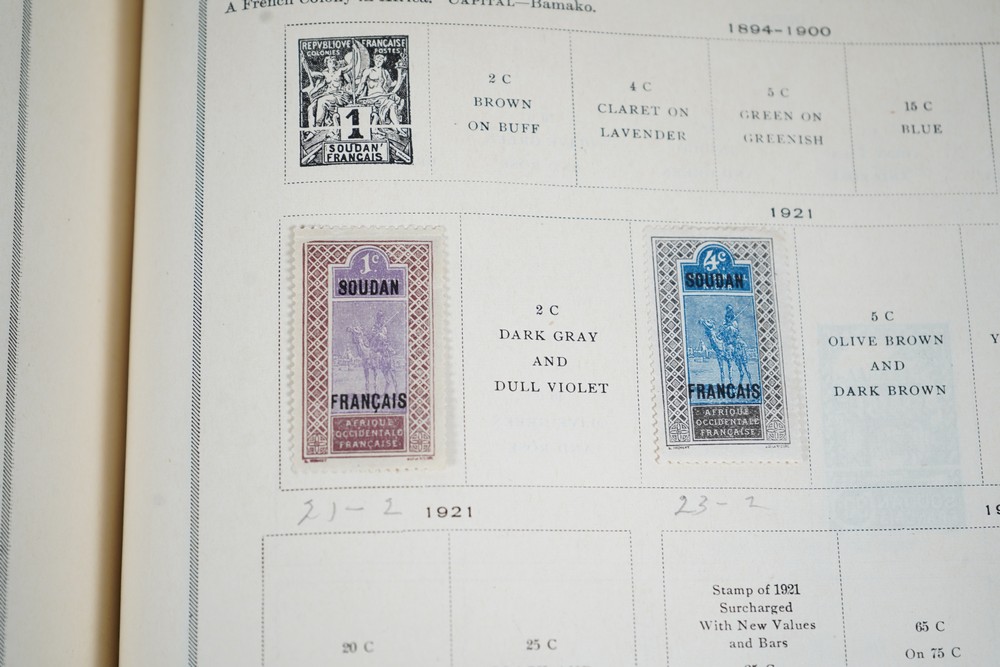 A French Colony in Africa. CAPITAL—Bamako.
1894-1900
REPVBLIQUE FRANÇAISE
COLONIES POSTES
1
SOUDAN
FRANÇAIS
2 C
BROWN
ON BUFF
4 C
CLARET ON
LAVENDER
5 C
GREEN ON
GREENISH
15 C
BLUE
1921
1c
SOUDAN
FRANÇAIS
AFRIQUE
OCCIDENTALE
FRANÇAISE
2 C
DARK GRAY
AND
DULL VIOLET
4c
SOUDAN
FRANÇAIS
AFRIQUE
OCCIDENTALE
FRANÇAISE
5 C
OLIVE BROWN
AND
DARK BROWN
21-2
23-2
1921
20 C
25 C
Stamp of 1921
Surcharged
With New Values
and Bars
65 C
On 75 C